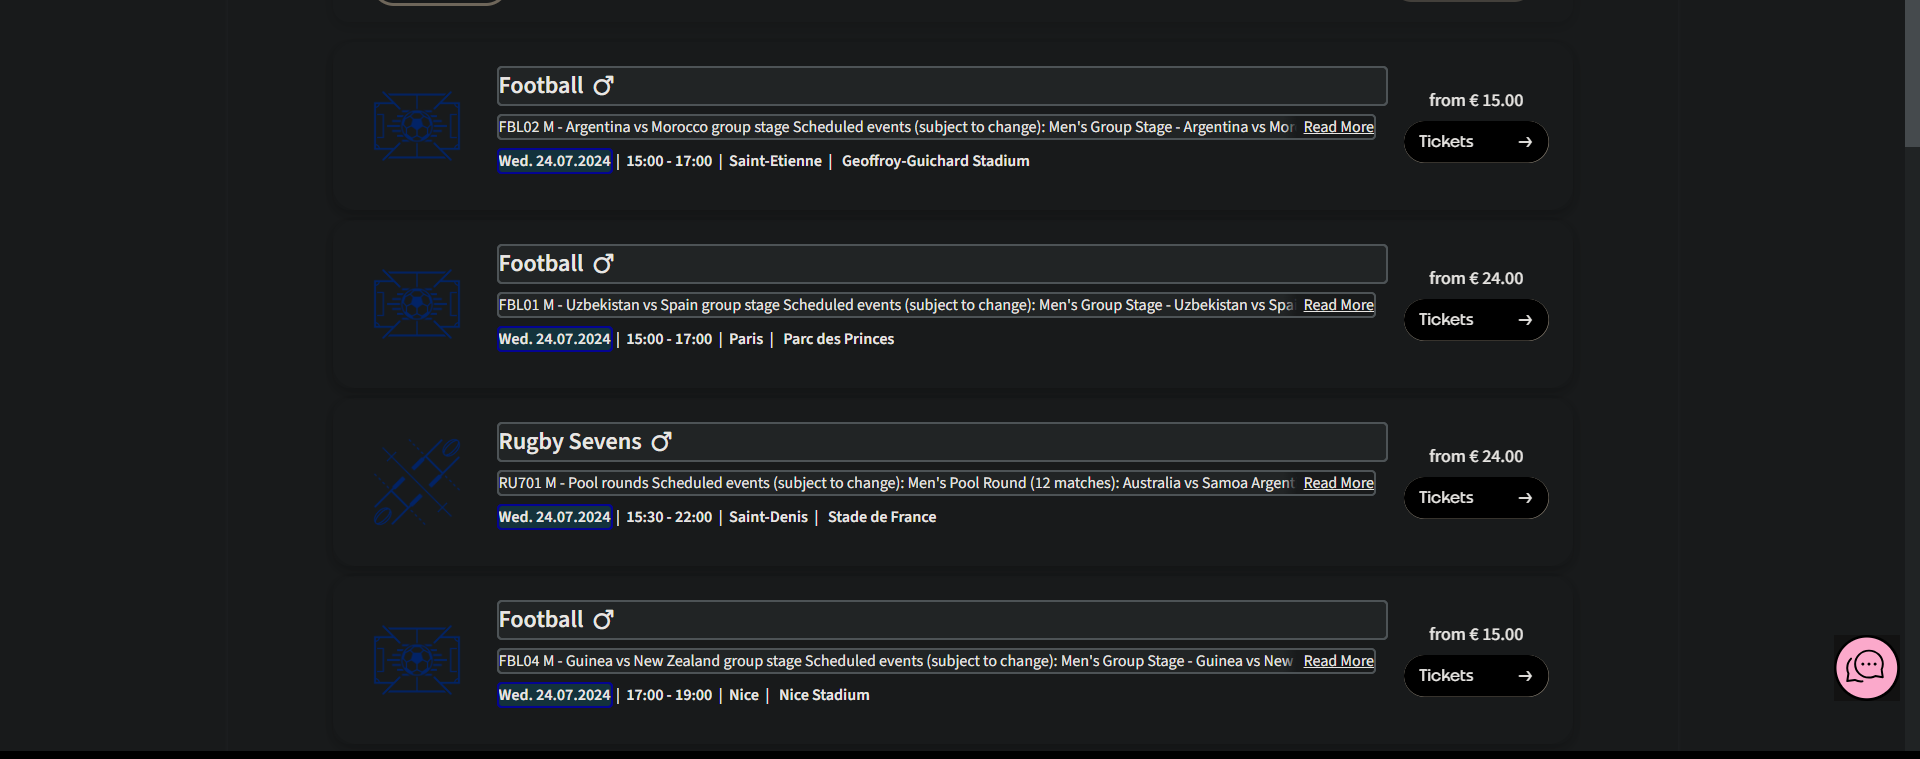 Football
from € 15.00
FBL02 M - Argentina vs Morocco group stage Scheduled events (subject to change): Men's Group Stage - Argentina vs Read More
Tickets
Wed. 24.07.2024 | 15:00 - 17:00 | Saint-Etienne | Geoffroy-Guichard Stadium
Football
from € 24.00
FBL01 M - Uzbekistan vs Spain group stage Scheduled events (subject to change): Men's Group Stage - Uzbekistan vs Read More
Tickets
Wed. 24.07.2024 | 15:00 - 17:00 | Paris | Parc des Princes
Rugby Sevens
from € 24.00
RU701 M - Pool rounds Scheduled events (subject to change): Men's Pool Round (12 matches): Australia vs Samoa Argent Read More
Tickets
Wed. 24.07.2024 | 15:30 - 22:00 | Saint-Denis | Stade de France
Football
from € 15.00
FBL04 M - Guinea vs New Zealand group stage Scheduled events (subject to change): Men's Group Stage - Guinea vs New Read More
Tickets
Wed. 24.07.2024 | 17:00 - 19:00 | Nice | Nice Stadium